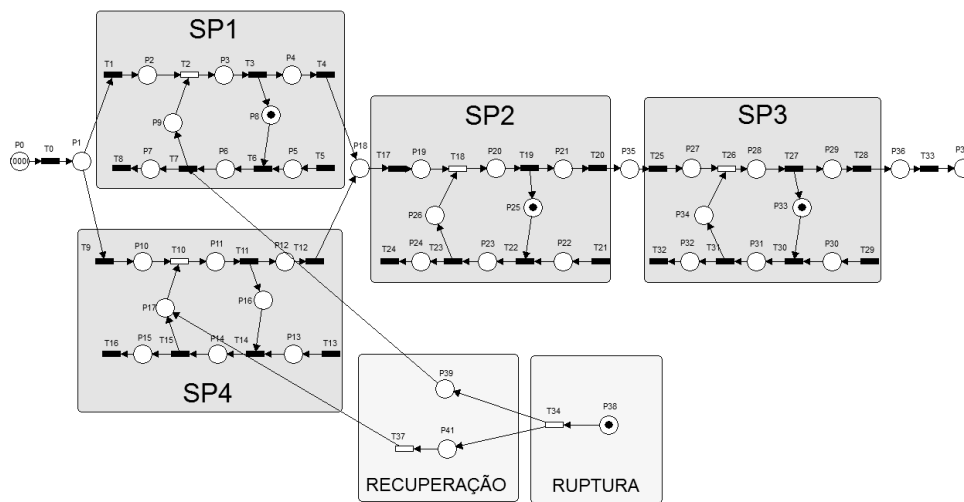 SP1
T1 P2 T2 P3 T3 P4 T4
P9 P8
P0 T0 P1
T8 P7 T7 P6 T6 P5 T5
P18
SP2
T17 P19 T18 P20 T19 P21 T20 P35
P26 P25
T24 P24 T23 P23 T22 P22 T21
SP3
T25 P27 T26 P28 T27 P29 T28 P36 T33
P34 P33
T32 P32 T31 P31 T30 P30 T29
T9 P10 T10 P11 T11 P12 T12
P17 P16
T16 P15 T15 P14 T14 P13 T13
SP4
P39
T34 P38
T37 P41
RECUPERAÇÃO
RUPTURA